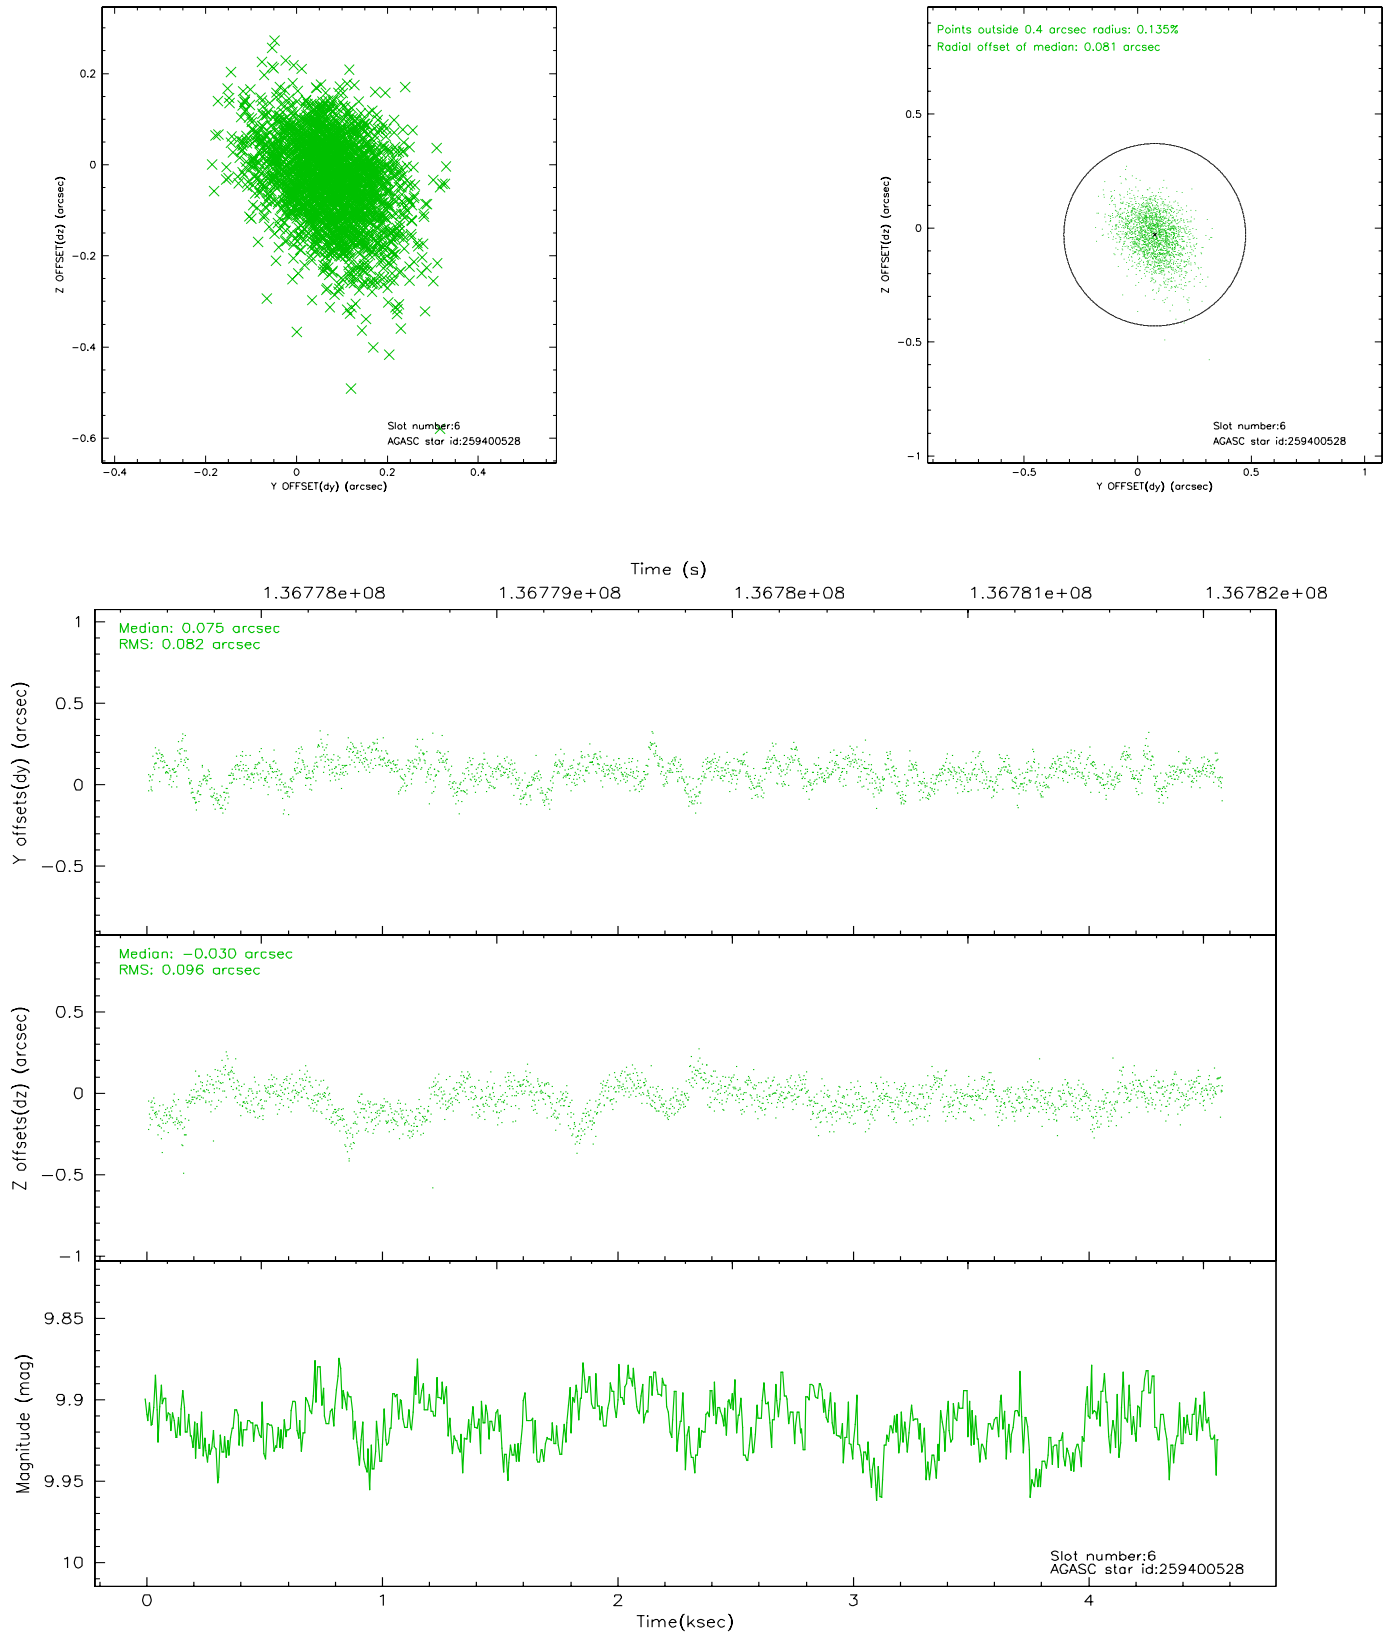 Points outside 0.4 arcsec radius: 0.135%
Radial offset of median: 0.081 arcsec
0.2
0
−0.2
−0.4
−0.6
Z OFFSET(dz) (arcsec)
Slot number:6
AGASC star id:259400528
−0.4
−0.2
0
0.2
0.4
Y OFFSET(dy) (arcsec)
0.5
0
−0.5
−1
Z OFFSET(dz) (arcsec)
Slot number:6
AGASC star id:259400528
−0.5
0
0.5
1
Y OFFSET(dy) (arcsec)
Time (s)
1.36778e+08
1.36779e+08
1.3678e+08
1.36781e+08
1.36782e+08
Median: 0.075 arcsec
RMS: 0.082 arcsec
1
0.5
0
−0.5
Y offsets(dy) (arcsec)
Median: −0.030 arcsec
RMS: 0.096 arcsec
0.5
0
−0.5
−1
Z offsets(dz) (arcsec)
9.85
9.9
9.95
10
Magnitude (mag)
Slot number:6
AGASC star id:259400528
0
1
2
3
4
Time(ksec)